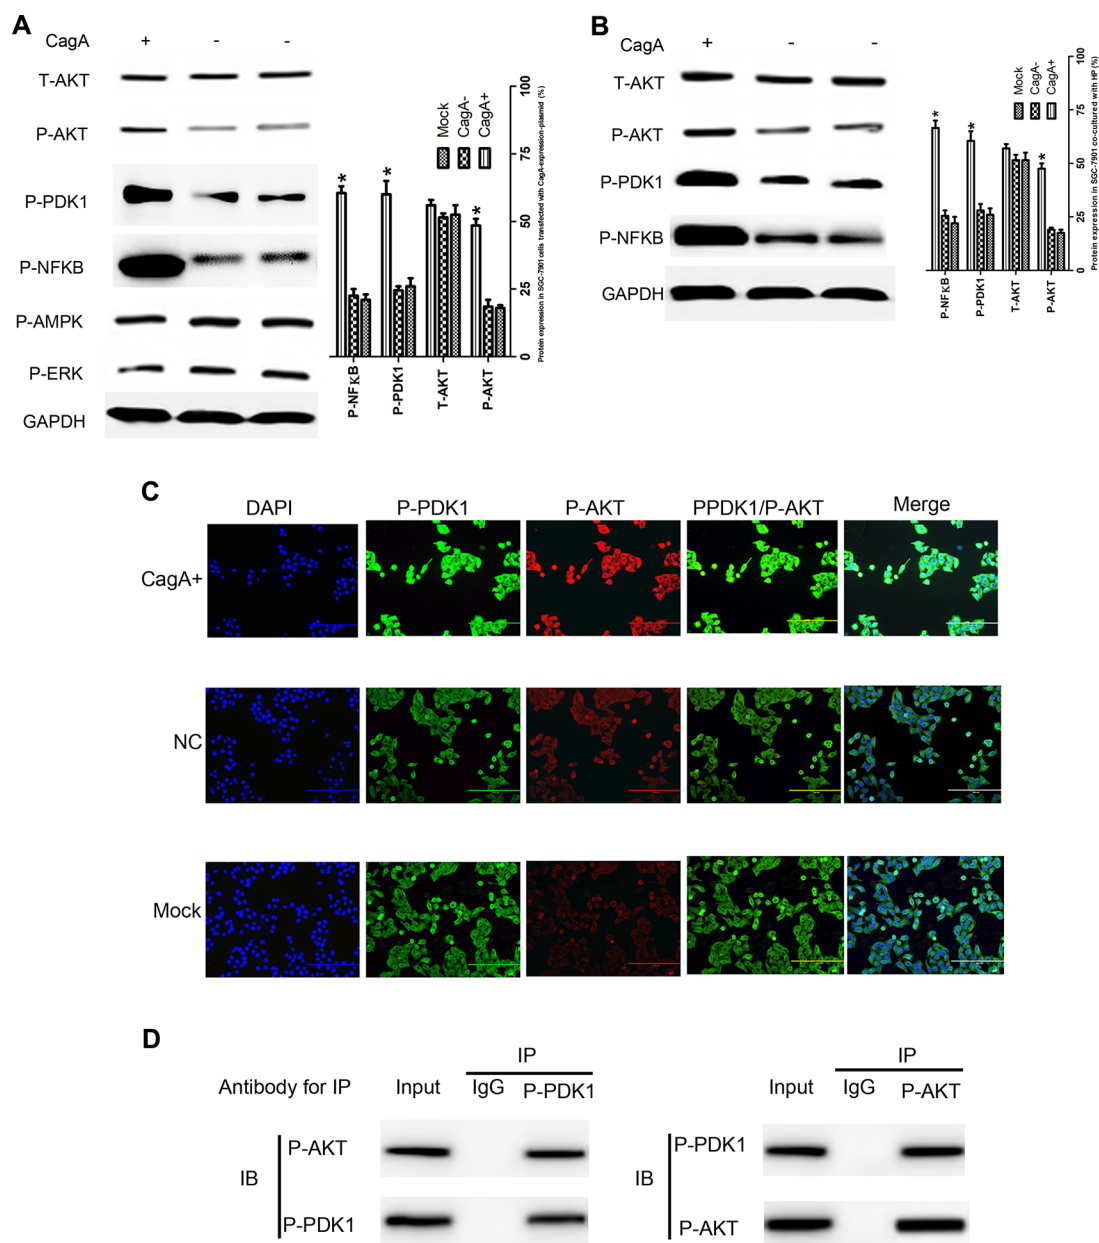 A
CagA + - -
T-AKT
P-AKT
P-PDK1
P-NFKB
P-AMPK
P-ERK
GAPDH
Mock
CagA-
CagA+
* * *
P-NFκB
P-PDK1
T-AKT
P-AKT
0 25 50 75 100
Protein expression in SGC-7901 cells transfected with CagA-expression-plasmid (%)
B
CagA + - -
T-AKT
P-AKT
P-PDK1
P-NFKB
GAPDH
Mock
CagA-
CagA+
* * *
P-NFκB
P-PDK1
T-AKT
P-AKT
0 25 50 75 100
Protein expression in SGC-7901 co-cultured with HP (%)
C
DAPI P-PDK1 P-AKT PPDK1/P-AKT Merge
CagA+
NC
Mock
D
IP
Antibody for IP Input IgG P-PDK1
IB
P-AKT
P-PDK1
IP
Input IgG P-AKT
IB
P-PDK1
P-AKT